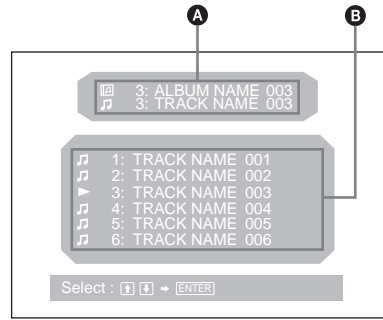 A B
3: ALBUM NAME 003
3: TRACK NAME 003
1: TRACK NAME 001
2: TRACK NAME 002
3: TRACK NAME 003
4: TRACK NAME 004
5: TRACK NAME 005
6: TRACK NAME 006
Select : ↑ ↓ → ENTER